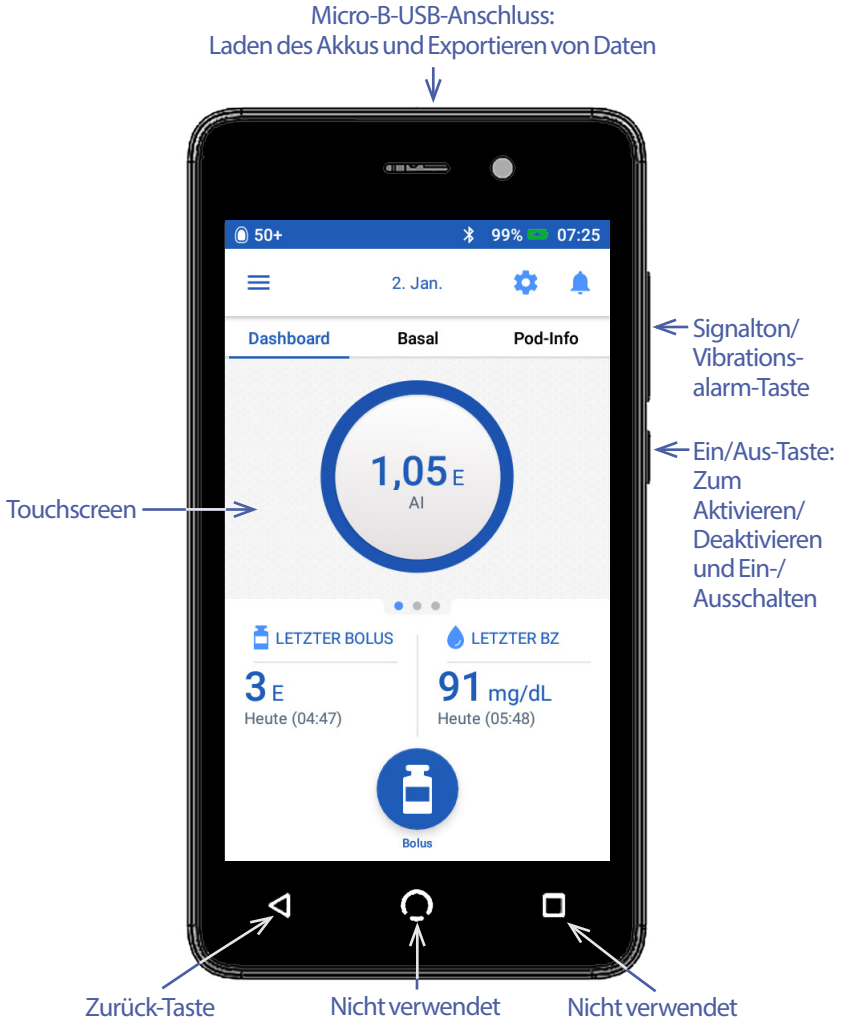 Micro-B-USB-Anschluss:
Laden des Akkus und Exportieren von Daten
50+
99% 07:25
2. Jan.
Dashboard Basal Pod-Info
Signalton/
Vibrations-
alarm-Taste
1,05 E
AI
Ein/Aus-Taste:
Zum
Aktivieren/
Deaktivieren
und Ein-/
Ausschalten
Touchscreen
LETZTER BOLUS
3 E
Heute (04:47)
LETZTER BZ
91 mg/dL
Heute (05:48)
Bolus
Zurück-Taste
Nicht verwendet
Nicht verwendet